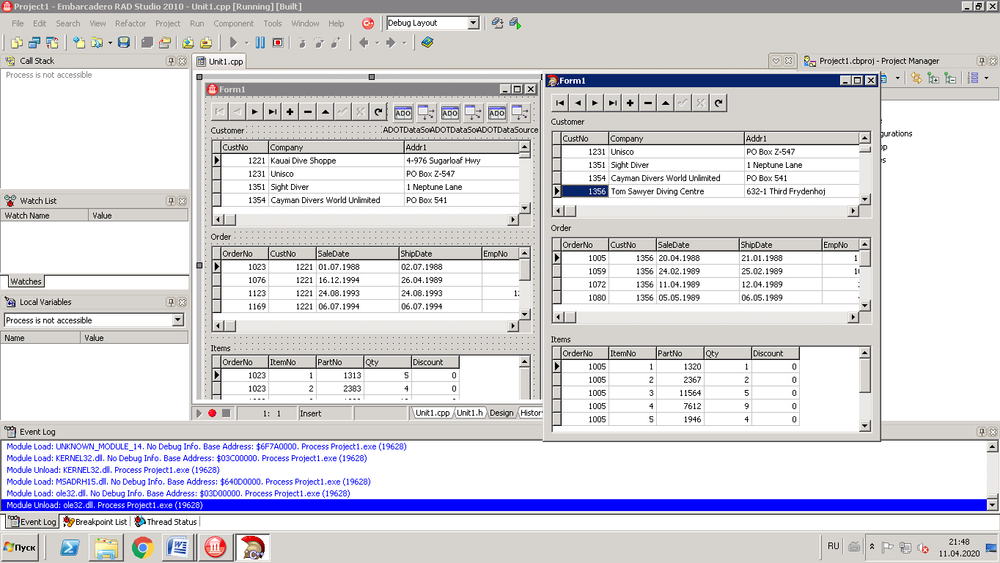 Project1 - Embarcadero RAD Studio 2010 - Unit1.cpp [Running] [Built]
File Edit Search View Refactor Project Run Component Tools Window Help Debug Layout
Call Stack
Process is not accessible
Watch List
Watch Name Value
Watches
Local Variables
Process is not accessible
Name Value
Unit1.cpp
Form1
ADO ADO ADO
Customer
CustNo Company Addr1
1221 Kauai Dive Shoppe 4-976 Sugarloaf Hwy
1231 Unisco PO Box Z-547
1351 Sight Diver 1 Neptune Lane
1354 Cayman Divers World Unlimited PO Box 541
Order
OrderNo CustNo SaleDate ShipDate EmpNo
1023 1221 01.07.1988 02.07.1988
1076 1221 16.12.1994 26.04.1989
1123 1221 24.08.1993 24.08.1993
1169 1221 06.07.1994 06.07.1994
Items
OrderNo ItemNo PartNo Qty Discount
1023 1 1313 5 0
1023 2 2383 4 0
1: 1 Insert Unit1.cpp Unit1.h Design History
Project1.cbproj - Project Manager
Form1
Customer
CustNo Company Addr1
1231 Unisco PO Box Z-547
1351 Sight Diver 1 Neptune Lane
1354 Cayman Divers World Unlimited PO Box 541
1356 Tom Sawyer Diving Centre 632-1 Third Frydenhoj
Order
OrderNo CustNo SaleDate ShipDate EmpNo
1005 1356 20.04.1988 21.01.1988
1059 1356 24.02.1989 25.02.1989
1072 1356 11.04.1989 12.04.1989
1080 1356 05.05.1989 06.05.1989
Items
OrderNo ItemNo PartNo Qty Discount
1005 1 1320 1 0
1005 2 2367 2 0
1005 3 11564 5 0
1005 4 7612 9 0
1005 5 1946 4 0
Event Log
Module Load: UNKNOWN_MODULE_14. No Debug Info. Base Address: $6F7A0000. Process Project1.exe (19628)
Module Load: KERNEL32.dll. No Debug Info. Base Address: $03C00000. Process Project1.exe (19628)
Module Unload: KERNEL32.dll. Process Project1.exe (19628)
Module Load: MSADRH15.dll. No Debug Info. Base Address: $640D0000. Process Project1.exe (19628)
Module Load: ole32.dll. No Debug Info. Base Address: $03D00000. Process Project1.exe (19628)
Module Unload: ole32.dll. Process Project1.exe (19628)
Event Log Breakpoint List Thread Status
Пуск RU 21:48
11.04.2020